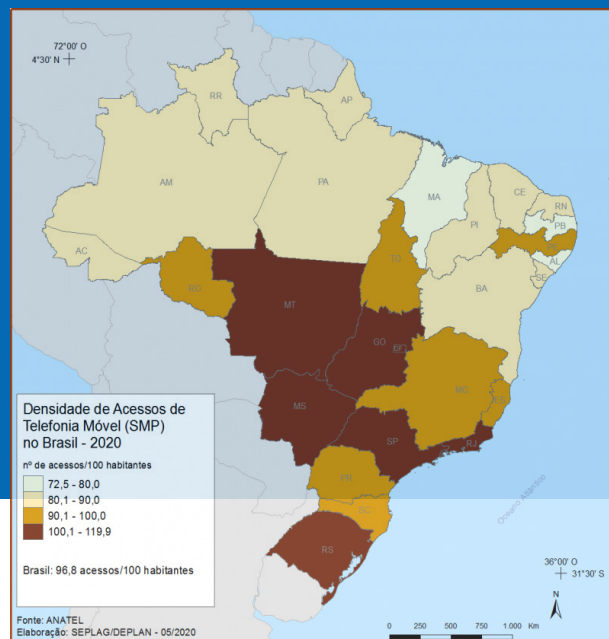 72°00' O
4°30' N
RR
AP
AM
PA
MA
CE
RN
PB
PI
PE
AL
SE
AC
RO
TO
BA
MT
GO
DF
MG
ES
MS
SP
RJ
PR
SC
RS
Densidade de Acessos de
Telefonia Móvel (SMP)
no Brasil - 2020
nº de acessos/100 habitantes
72,5 - 80,0
80,1 - 90,0
90,1 - 100,0
100,1 - 119,9
Brasil: 96,8 acessos/100 habitantes
Oceano Atlântico
36°00' O
31°30' S
N
Fonte: ANATEL
Elaboração: SEPLAG/DEPLAN - 05/2020
0 250 500 750 1.000 Km